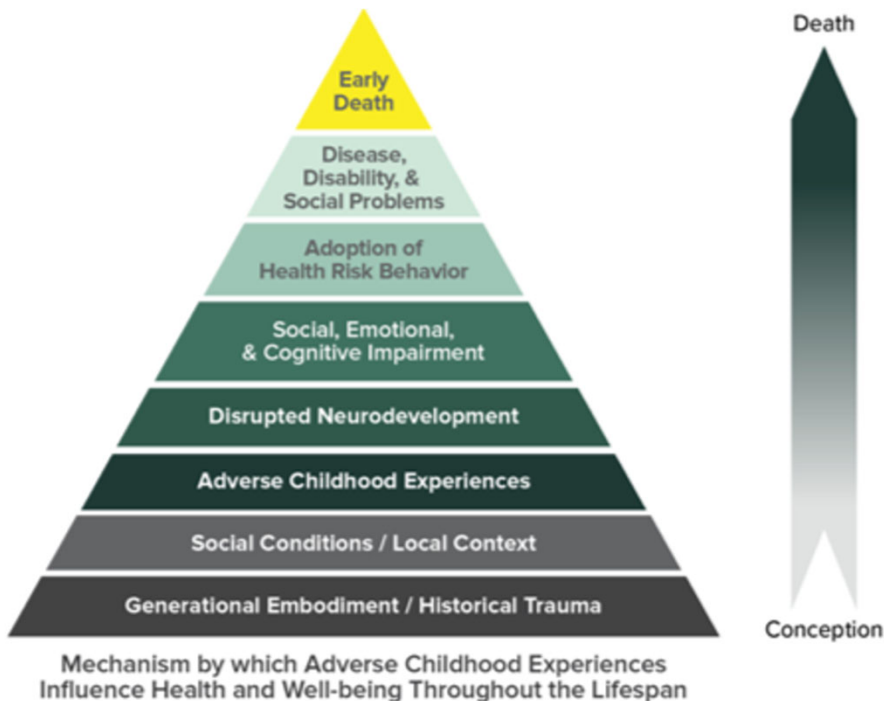 Death
Early
Death
Disease,
Disability, &
Social Problems
Adoption of
Health Risk Behavior
Social, Emotional,
& Cognitive Impairment
Disrupted Neurodevelopment
Adverse Childhood Experiences
Social Conditions / Local Context
Generational Embodiment / Historical Trauma
Conception
Mechanism by which Adverse Childhood Experiences
Influence Health and Well-being Throughout the Lifespan